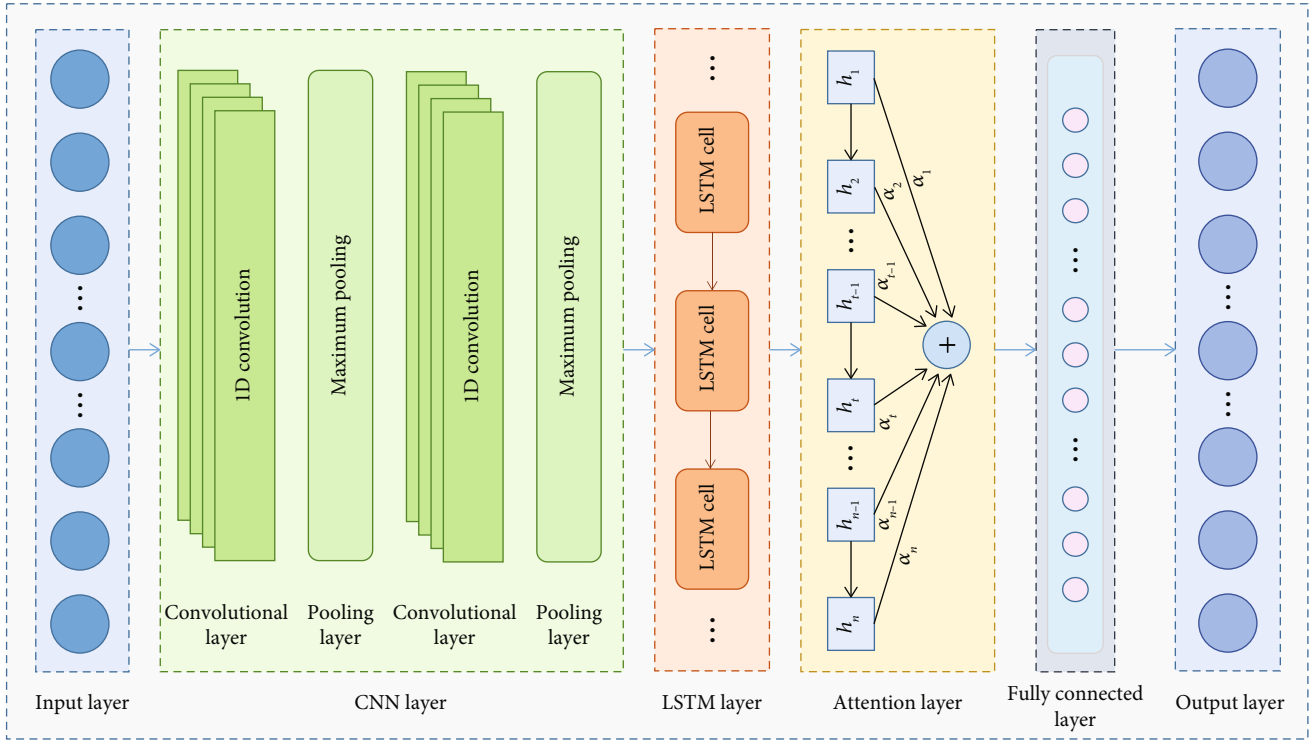 1D convolution
Maximum pooling
1D convolution
Maximum pooling
Convolutional
layer
Pooling
layer
Convolutional
layer
Pooling
layer
...
LSTM cell
LSTM cell
LSTM cell
...
h₁
h₂
...
hₜ₋₁
hₜ
...
hₙ₋₁
hₙ
α₁
α₂
αₜ₋₁
αₜ
αₙ₋₁
αₙ
+
...
...
...
...
...
...
Input layer
CNN layer
LSTM layer
Attention layer
Fully connected
layer
Output layer